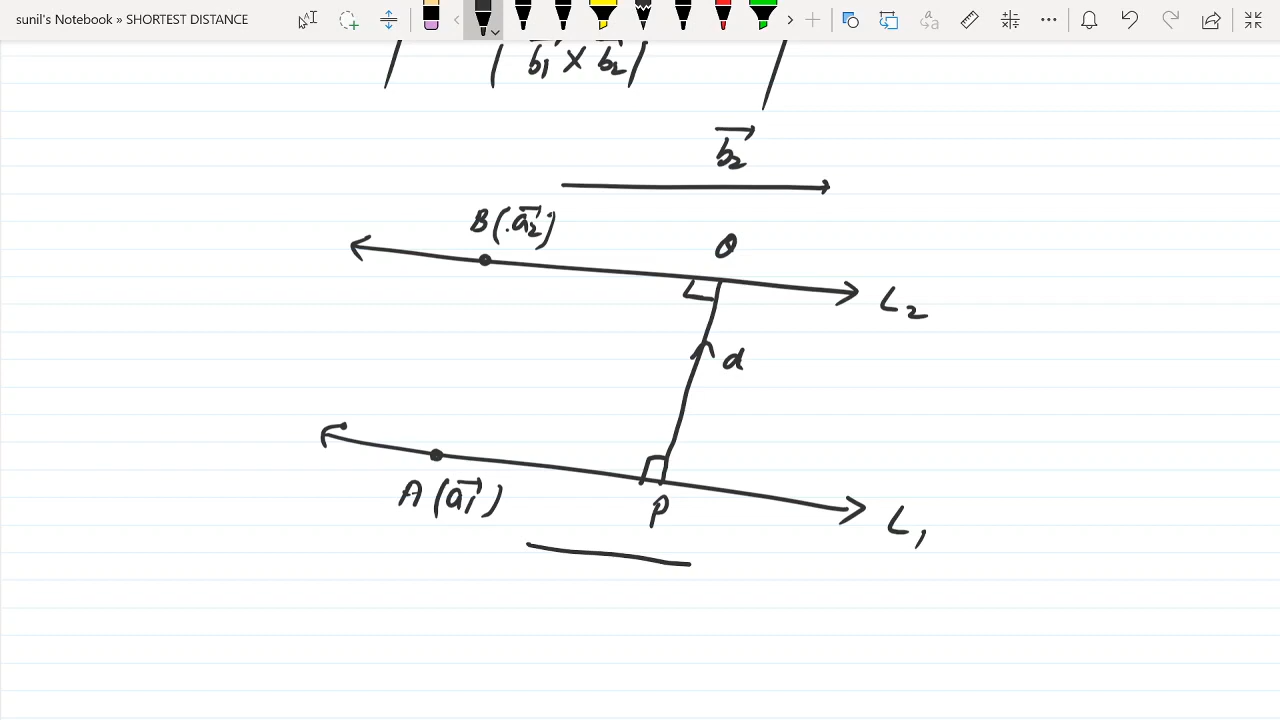 sunil's Notebook » SHORTEST DISTANCE
| b₁⃗ × b₂⃗ |
b₂⃗
B(a₂⃗)
Q
L₂
d
A(a₁⃗)
P
L₁